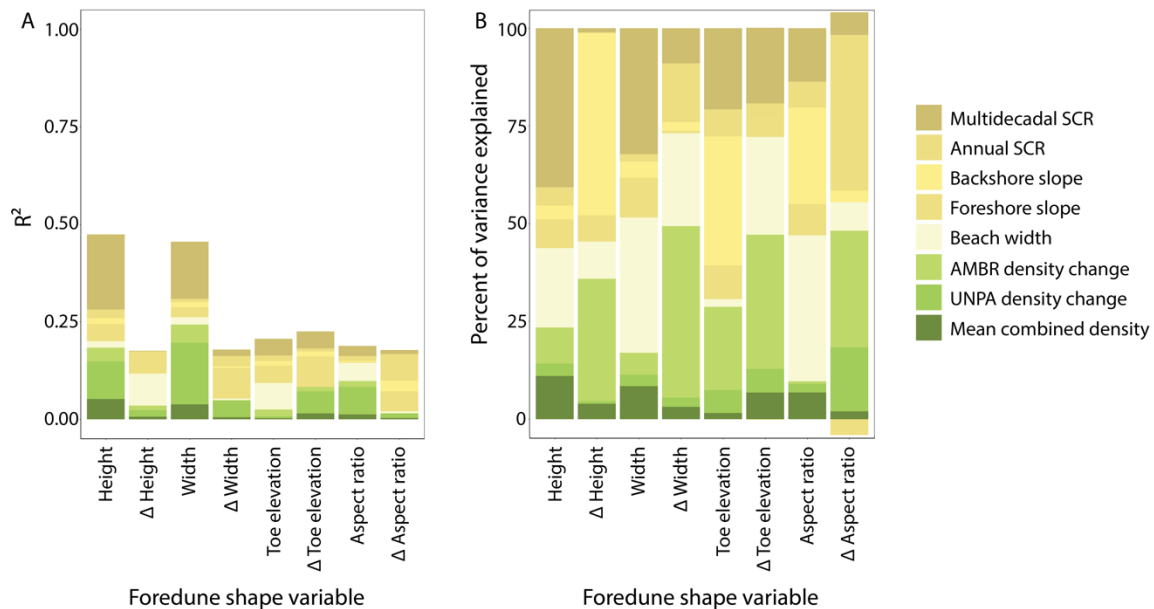 A
1.00
0.75
0.50
0.25
0.00
R²
Height
Δ Height
Width
Δ Width
Toe elevation
Δ Toe elevation
Aspect ratio
Δ Aspect ratio
Foredune shape variable
B
100
75
50
25
0
Percent of variance explained
Height
Δ Height
Width
Δ Width
Toe elevation
Δ Toe elevation
Aspect ratio
Δ Aspect ratio
Foredune shape variable
Multidecadal SCR
Annual SCR
Backshore slope
Foreshore slope
Beach width
AMBR density change
UNPA density change
Mean combined density